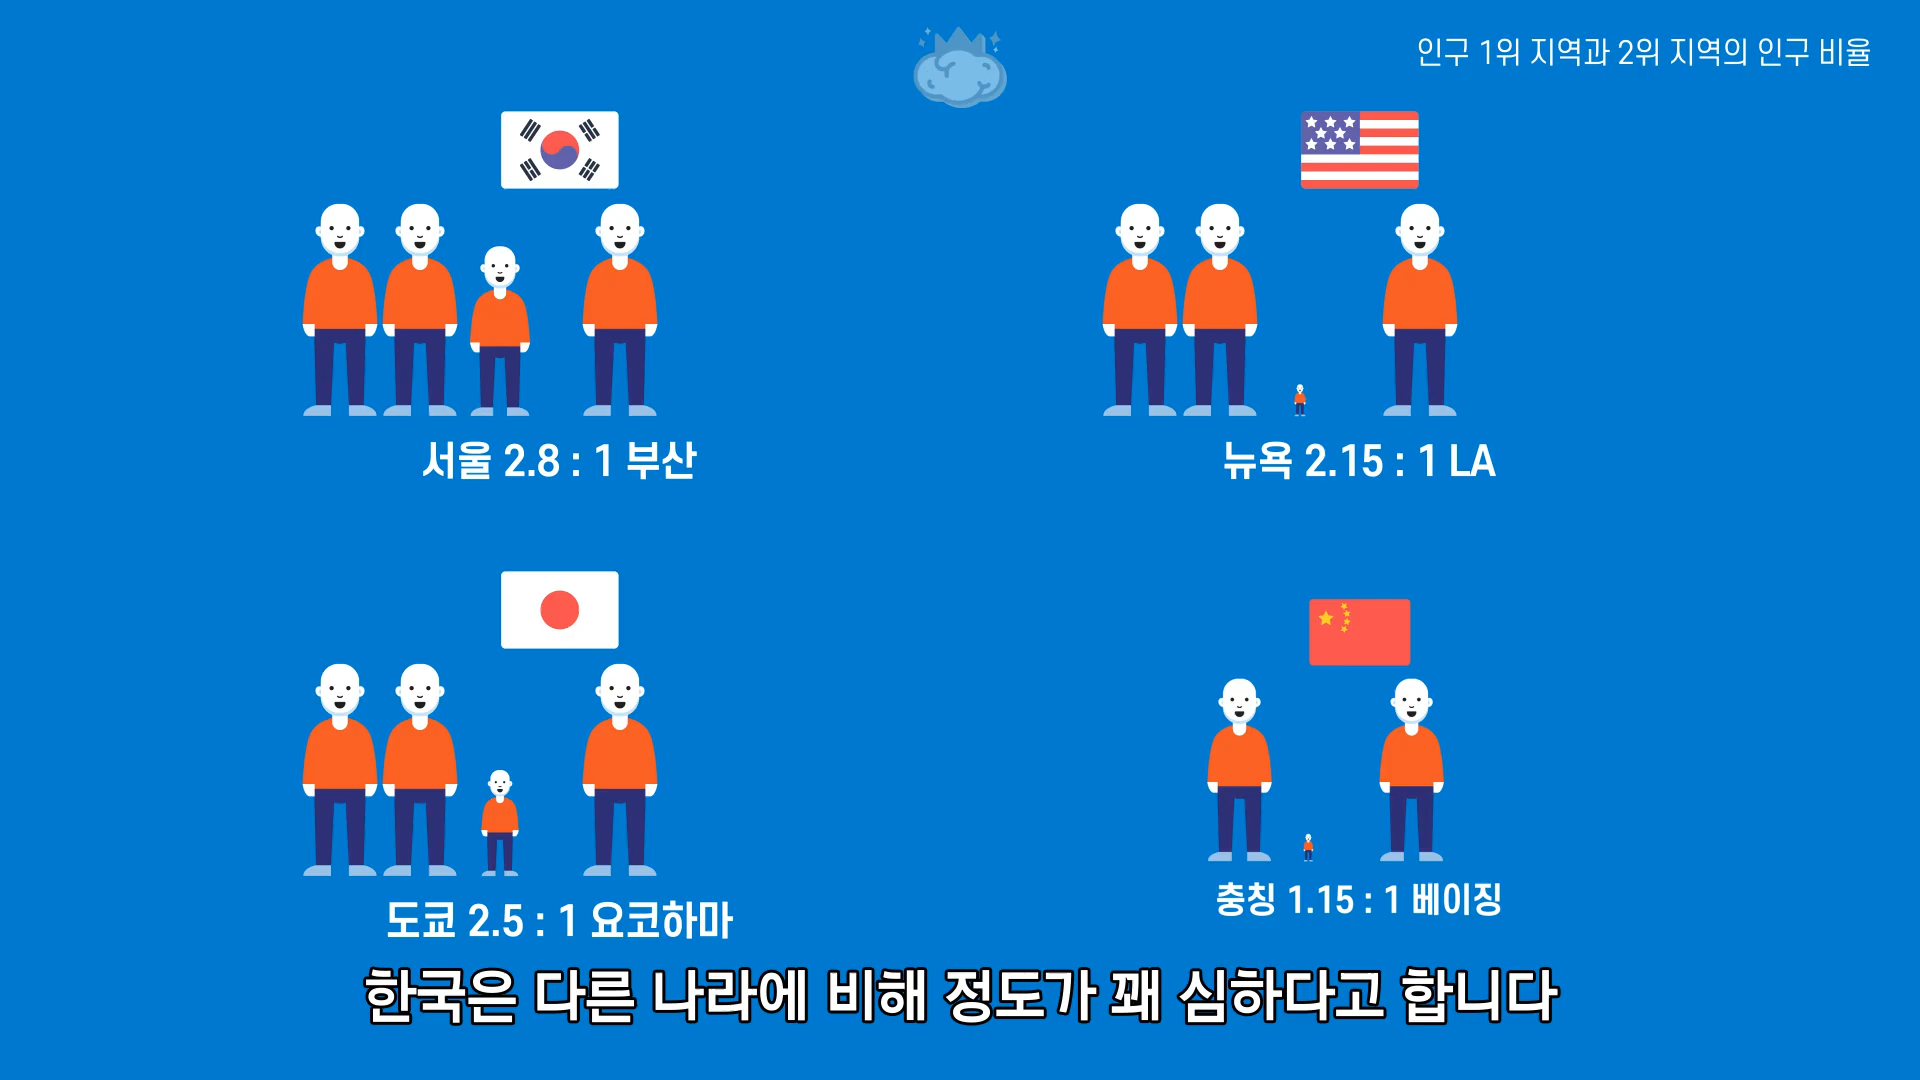 인구 1위 지역과 2위 지역의 인구 비율
서울 2.8 : 1 부산
뉴욕 2.15 : 1 LA
도쿄 2.5 : 1 요코하마
충칭 1.15 : 1 베이징
한국은 다른 나라에 비해 정도가 꽤 심하다고 합니다